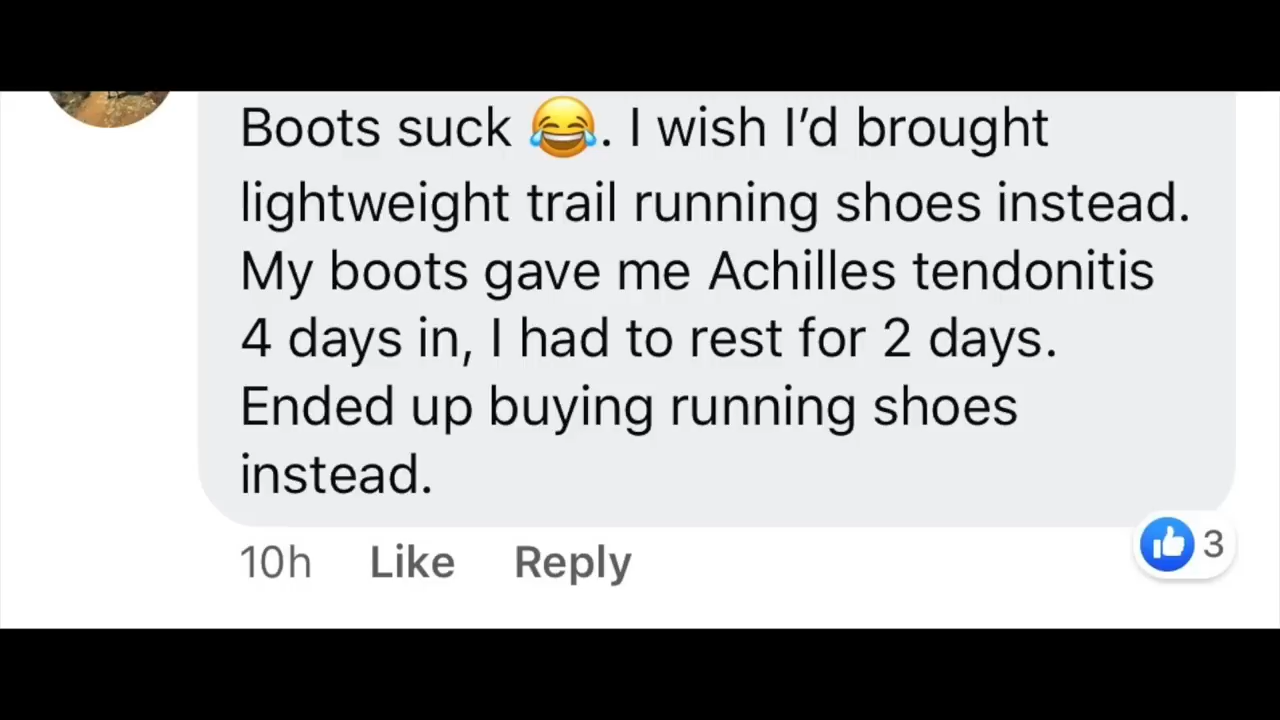 Boots suck 😂. I wish I’d brought
lightweight trail running shoes instead.
My boots gave me Achilles tendonitis
4 days in, I had to rest for 2 days.
Ended up buying running shoes
instead.
10h Like Reply
3